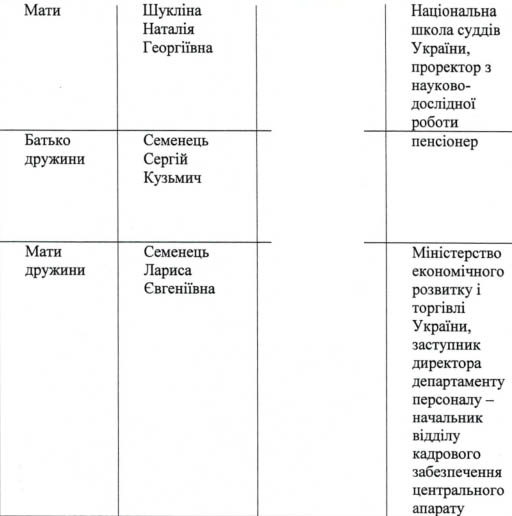 Мати
Шукліна
Наталія
Георгіївна
Національна
школа суддів
України,
проректор з
науково-
дослідної
роботи
Батько
дружини
Семенець
Сергій
Кузьмич
пенсіонер
Мати
дружини
Семенець
Лариса
Євгеніївна
Міністерство
економічного
розвитку і
торгівлі
України,
заступник
директора
департаменту
персоналу –
начальник
відділу
кадрового
забезпечення
центрального
апарату